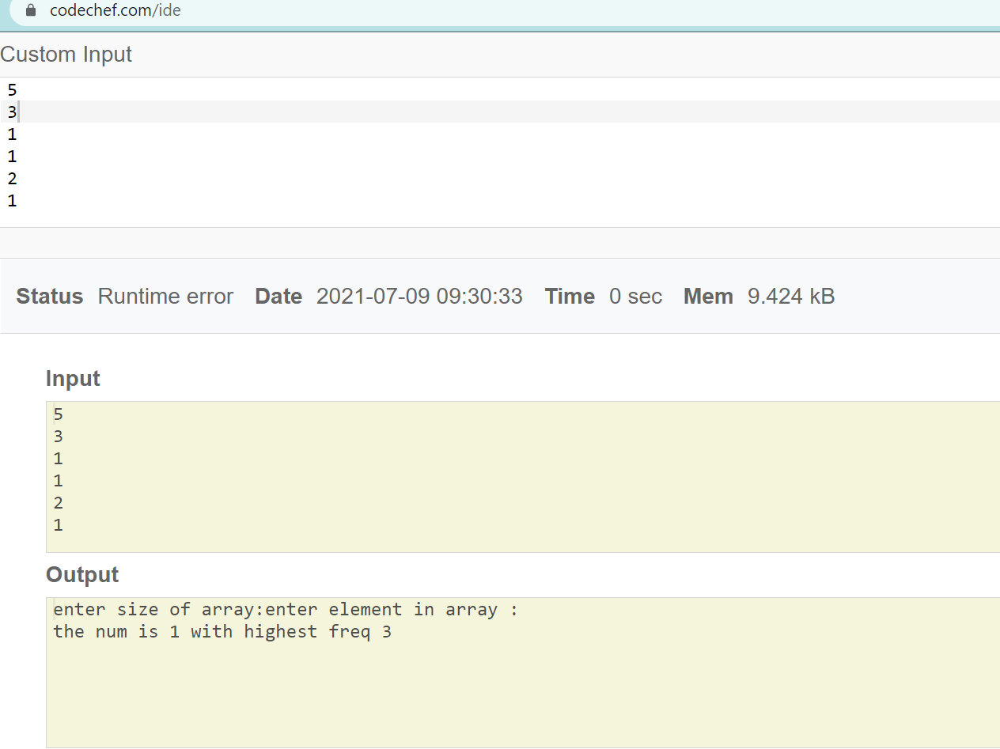 codechef.com/ide
Custom Input
5
3
1
1
2
1
Status Runtime error Date 2021-07-09 09:30:33 Time 0 sec Mem 9.424 kB
Input
5
3
1
1
2
1
Output
enter size of array:enter element in array :
the num is 1 with highest freq 3